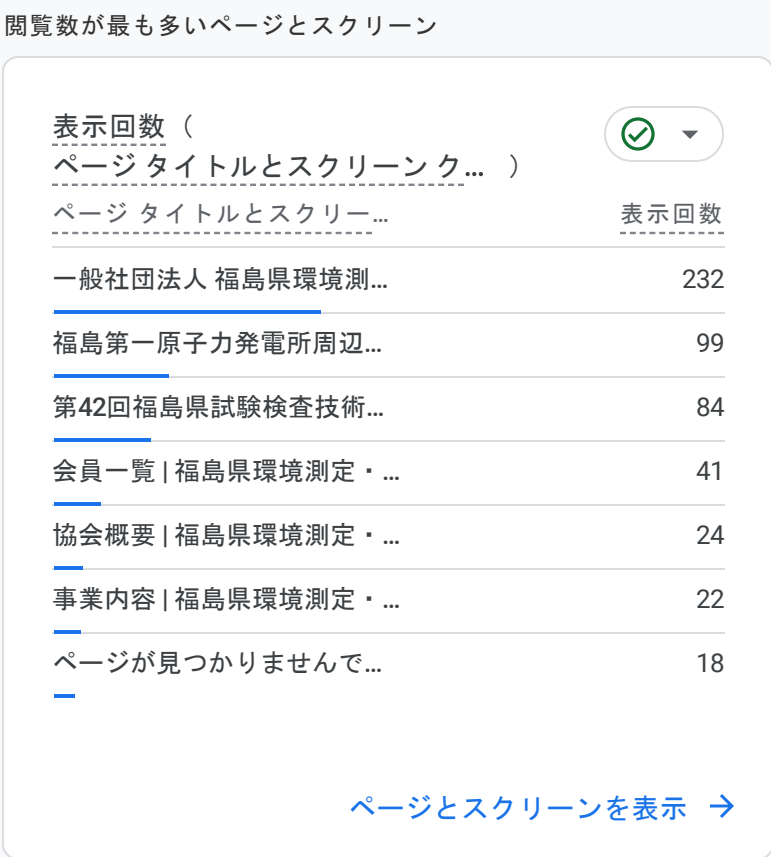 閲覧数が最も多いページとスクリーン
表示回数（
ページ タイトルとスクリーン ク... ）
ページ タイトルとスクリー... 表示回数
一般社団法人 福島県環境測... 232
福島第一原子力発電所周辺... 99
第42回福島県試験検査技術... 84
会員一覧 | 福島県環境測定・... 41
協会概要 | 福島県環境測定・... 24
事業内容 | 福島県環境測定・... 22
ページが見つかりませんで... 18
ページとスクリーンを表示